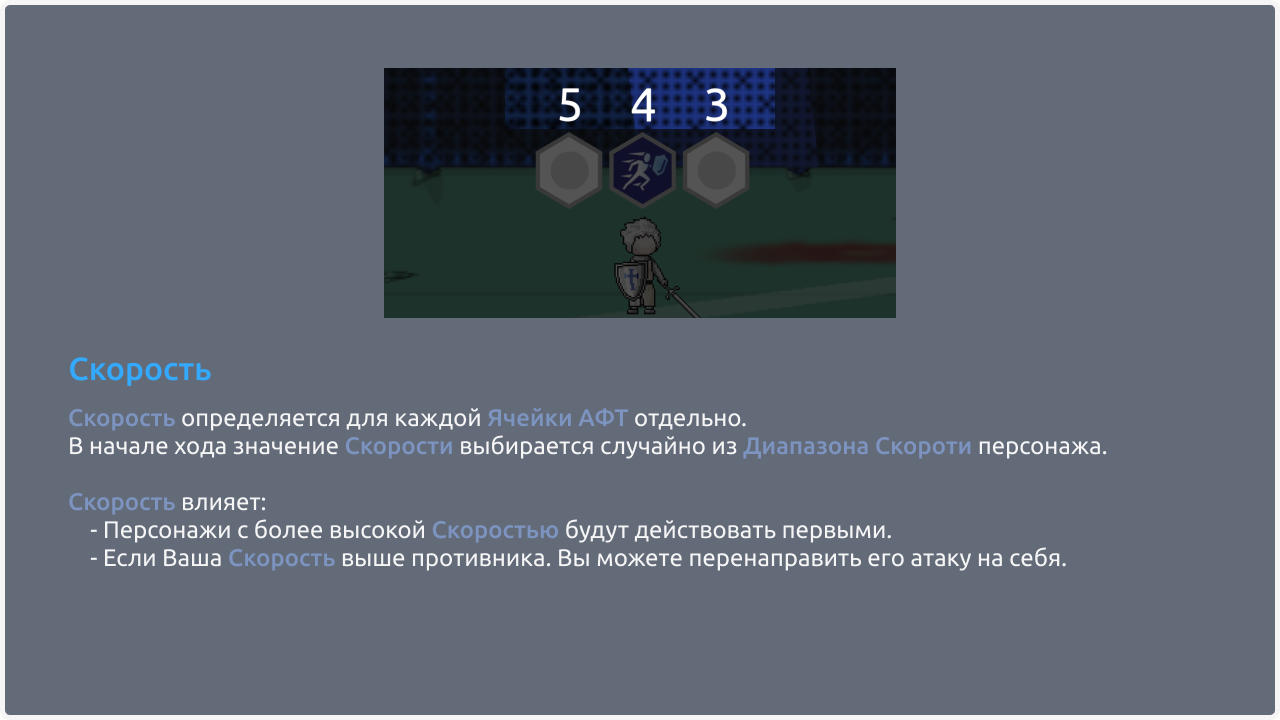 5 4 3
Скорость
Скорость определяется для каждой Ячейки АФТ отдельно.
В начале хода значение Скорости выбирается случайно из Диапазона Скороти персонажа.
Скорость влияет:
- Персонажи с более высокой Скоростью будут действовать первыми.
- Если Ваша Скорость выше противника. Вы можете перенаправить его атаку на себя.